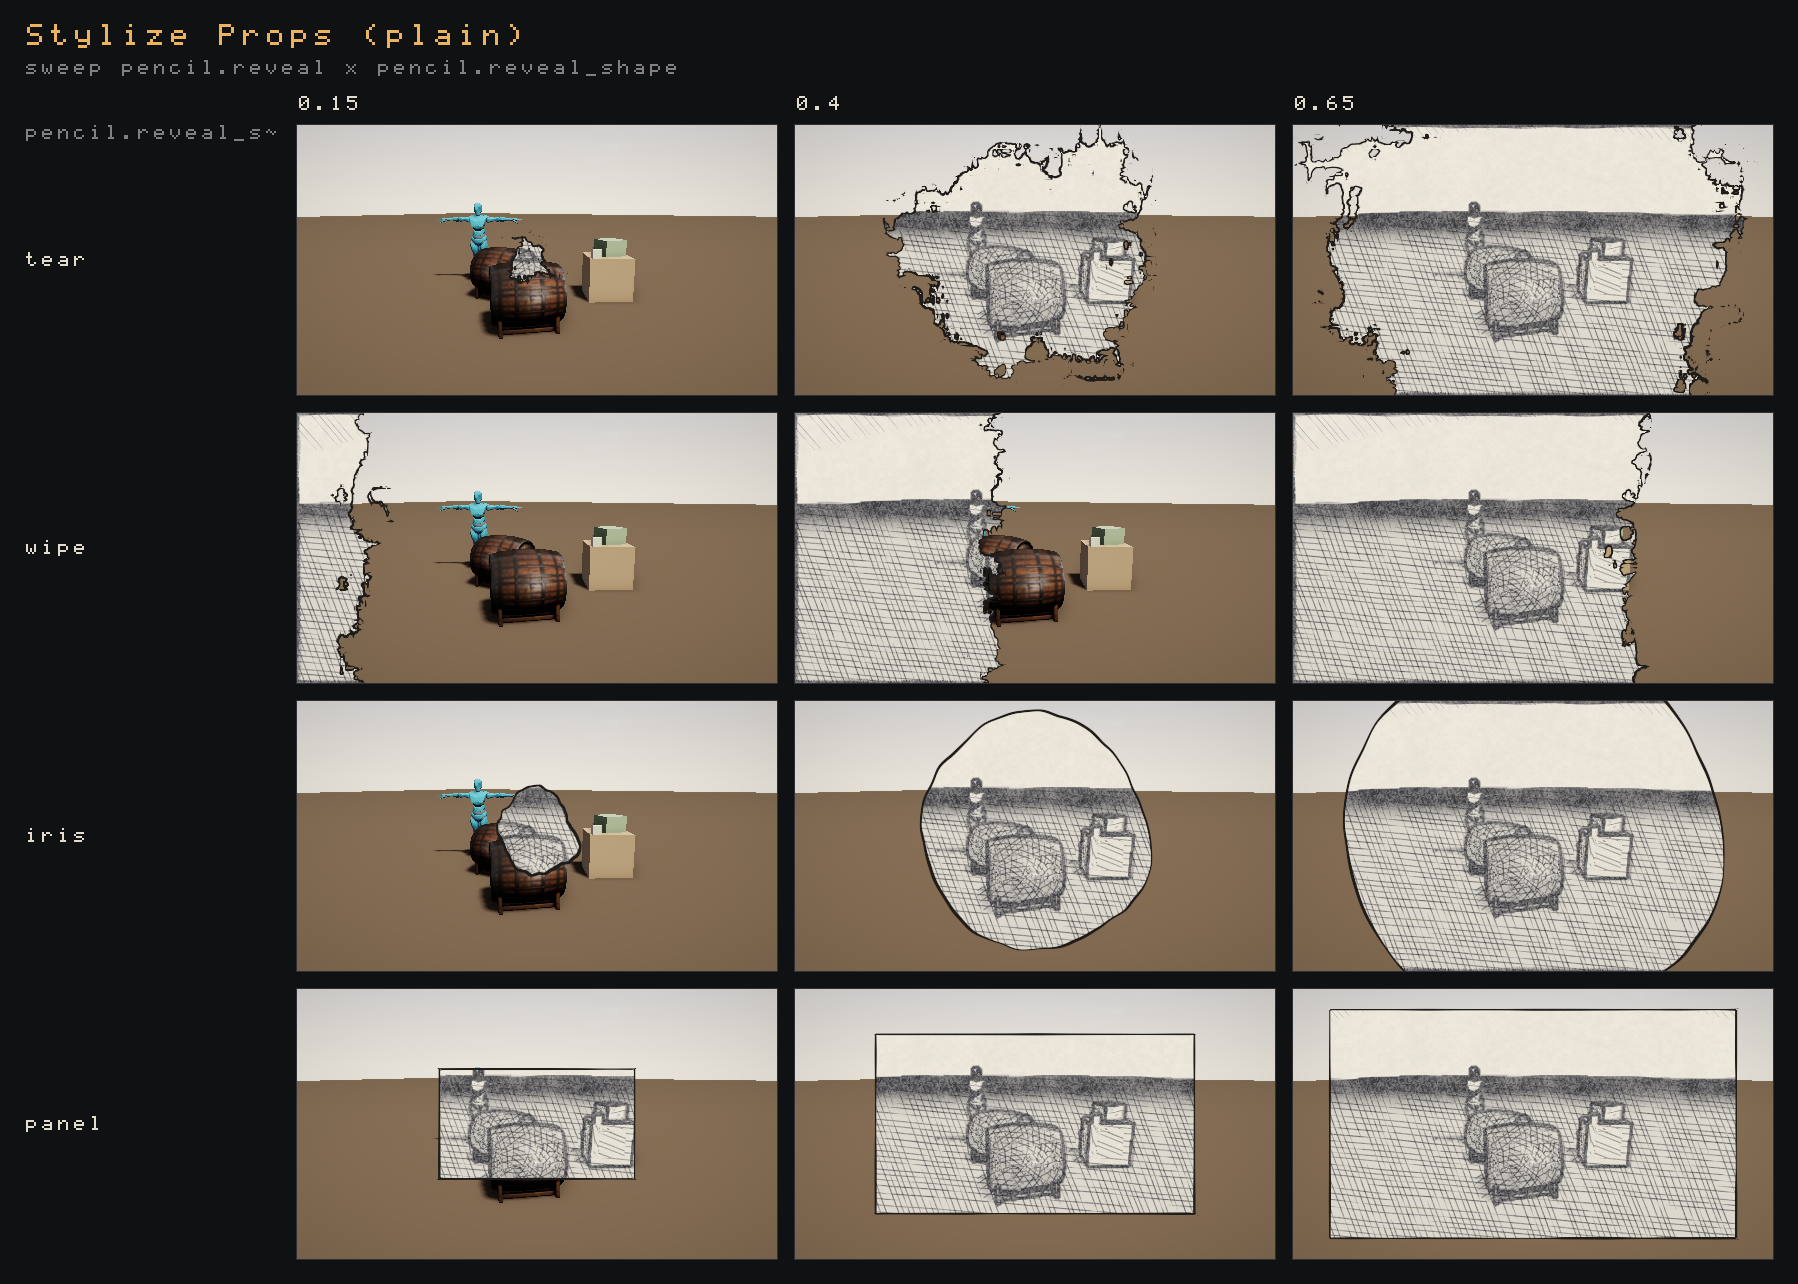 Stylize Props (plain)
sweep pencil.reveal x pencil.reveal_shape
0.15 0.4 0.65
pencil.reveal_s~
tear
wipe
iris
panel